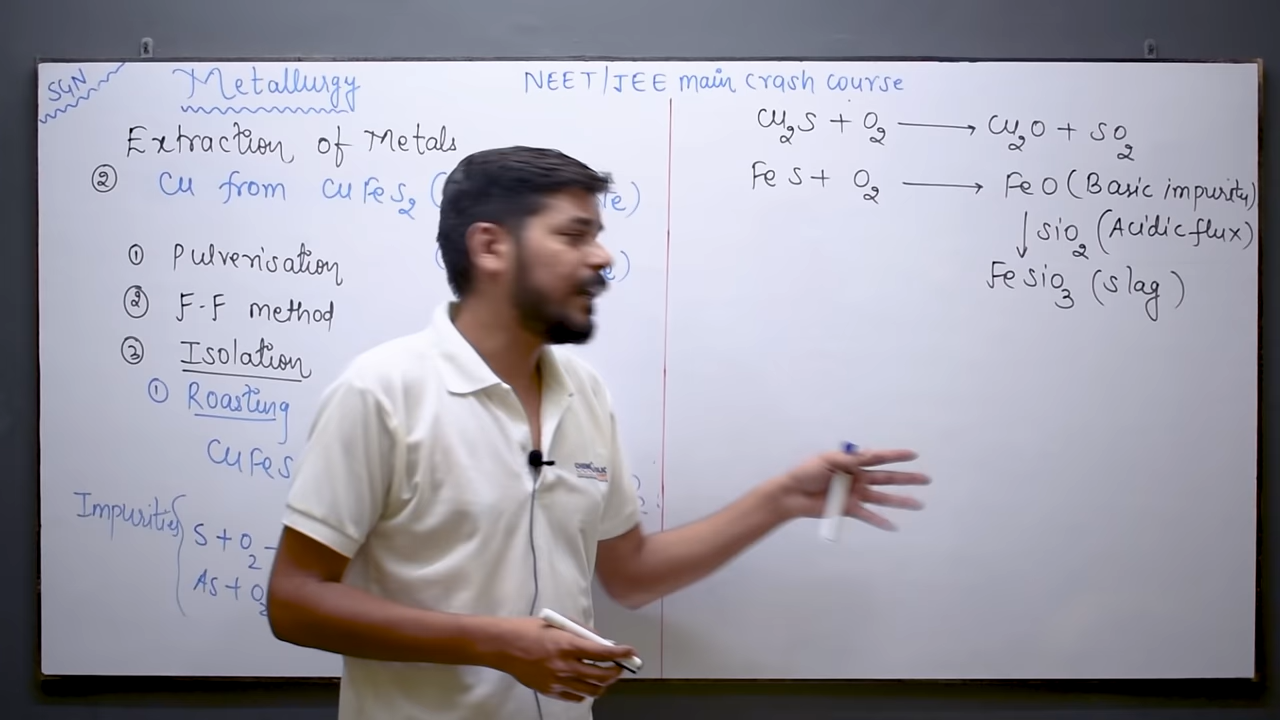 SGN
Metallurgy
NEET/JEE main crash course
Extraction of Metals
② Cu from CuFeS₂ (
① Pulverisation
② F-F method
③ Isolation
① Roasting
CuFeS
Impurities { S + O₂ –
As + O₂
Cu₂S + O₂ ⟶ Cu₂O + SO₂
FeS + O₂ ⟶ FeO (Basic impurity)
↓ SiO₂ (Acidic flux)
FeSiO₃ (slag)